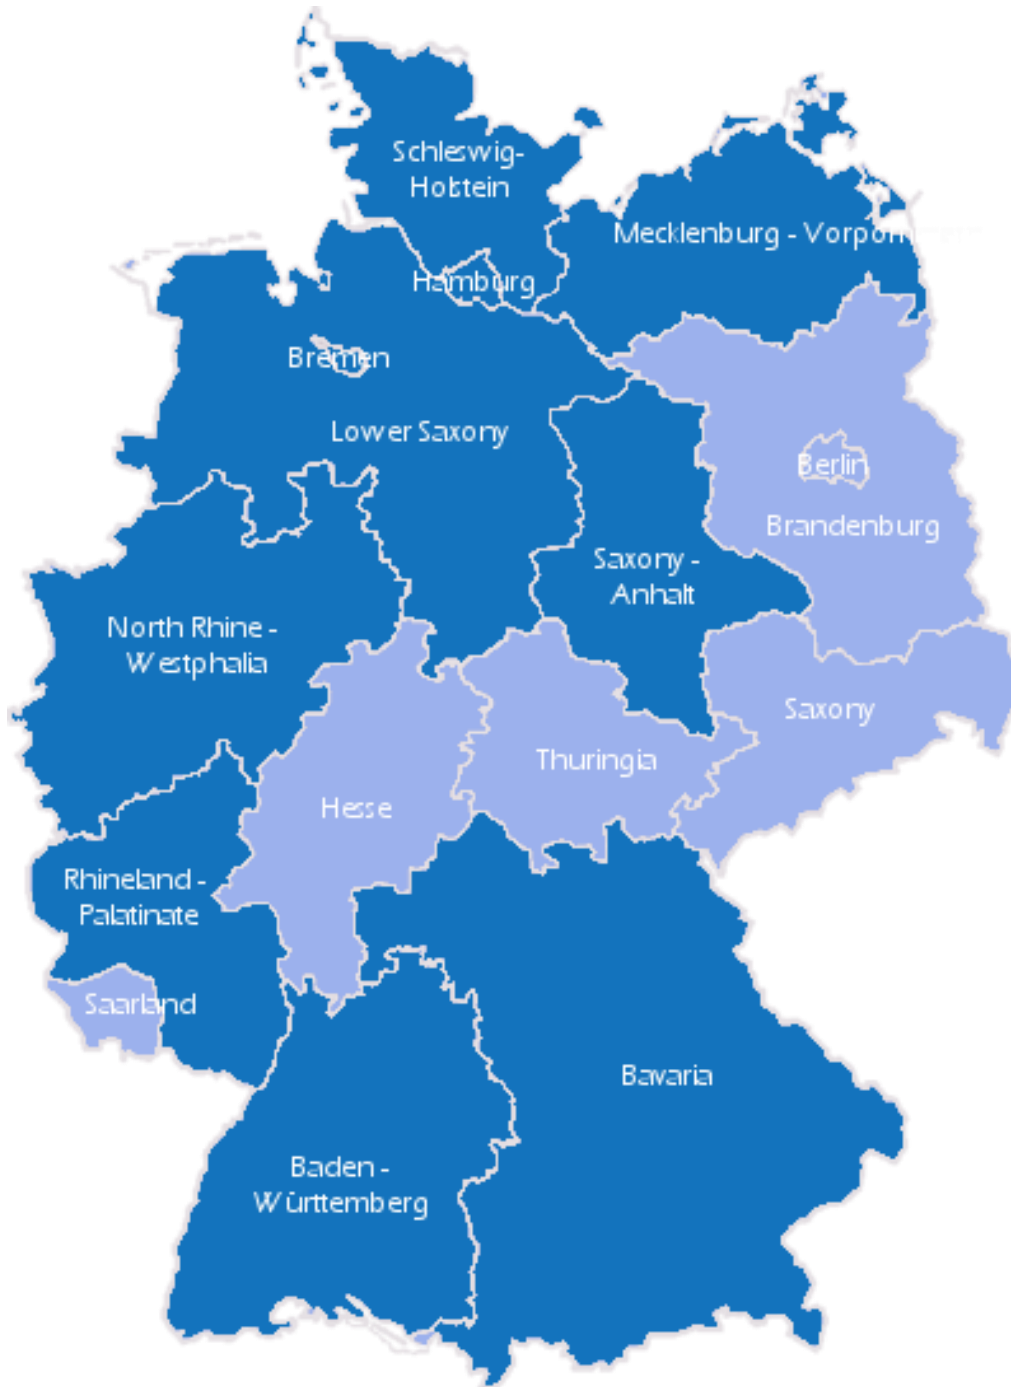 Schleswig-
Holstein
Mecklenburg - Vorpommern
Hamburg
Bremen
Lower Saxony
Berlin
Brandenburg
Saxony -
Anhalt
North Rhine -
Westphalia
Saxony
Thuringia
Hesse
Rhineland -
Palatinate
Saarland
Bavaria
Baden -
Württemberg